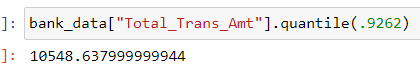 ]: bank_data["Total_Trans_Amt"].quantile(.9262)
]: 10548.637999999944